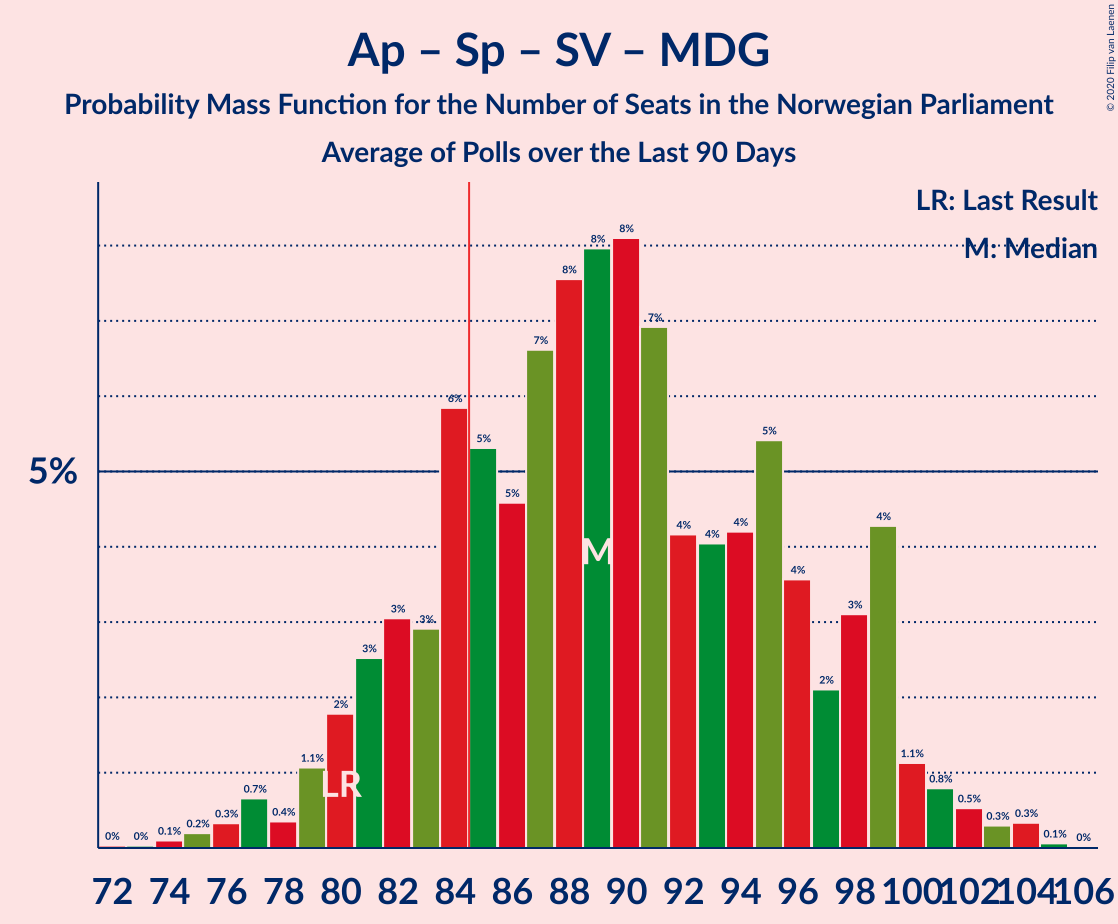 Ap – Sp – SV – MDG
Probability Mass Function for the Number of Seats in the Norwegian Parliament
Average of Polls over the Last 90 Days
© 2020 Filip van Laenen
LR: Last Result
M: Median
5%
0% 0% 0.1% 0.2% 0.3% 0.7% 0.4% 1.1% 2% 3% 3% 3% 6% 5% 5% 7% 8% 8% 8% 7% 4% 4% 4% 5% 4% 2% 3% 4% 1.1% 0.8% 0.5% 0.3% 0.3% 0.1% 0%
M
LR
72 74 76 78 80 82 84 86 88 90 92 94 96 98 100 102 104 106